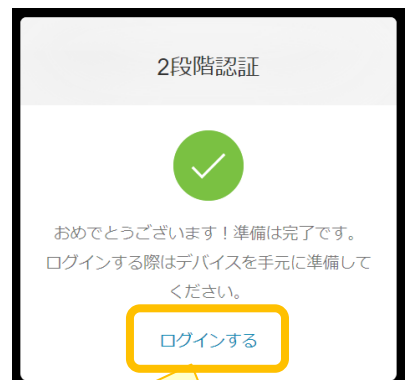 2段階認証
おめでとうございます！準備は完了です。
ログインする際はデバイスを手元に準備して
ください。
ログインする